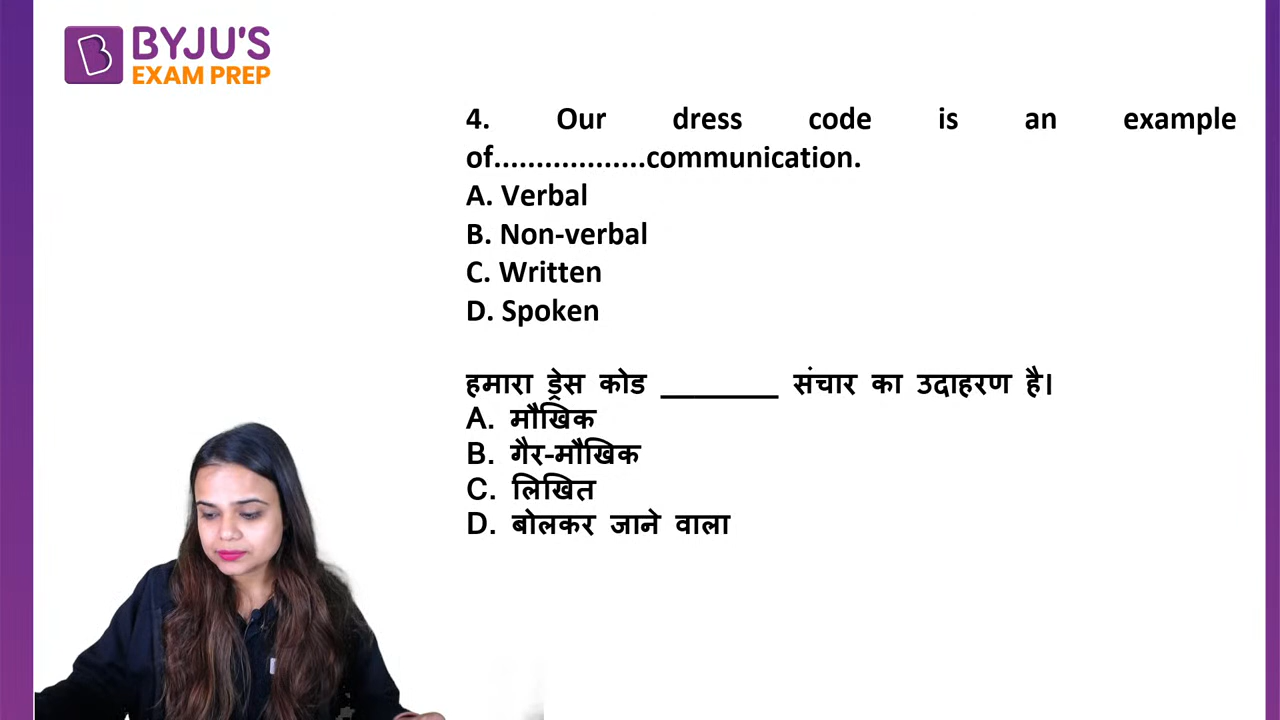 BYJU'S
EXAM PREP
4. Our dress code is an example
of..................communication.
A. Verbal
B. Non-verbal
C. Written
D. Spoken
हमारा ड्रेस कोड ________ संचार का उदाहरण है।
A. मौखिक
B. गैर-मौखिक
C. लिखित
D. बोलकर जाने वाला